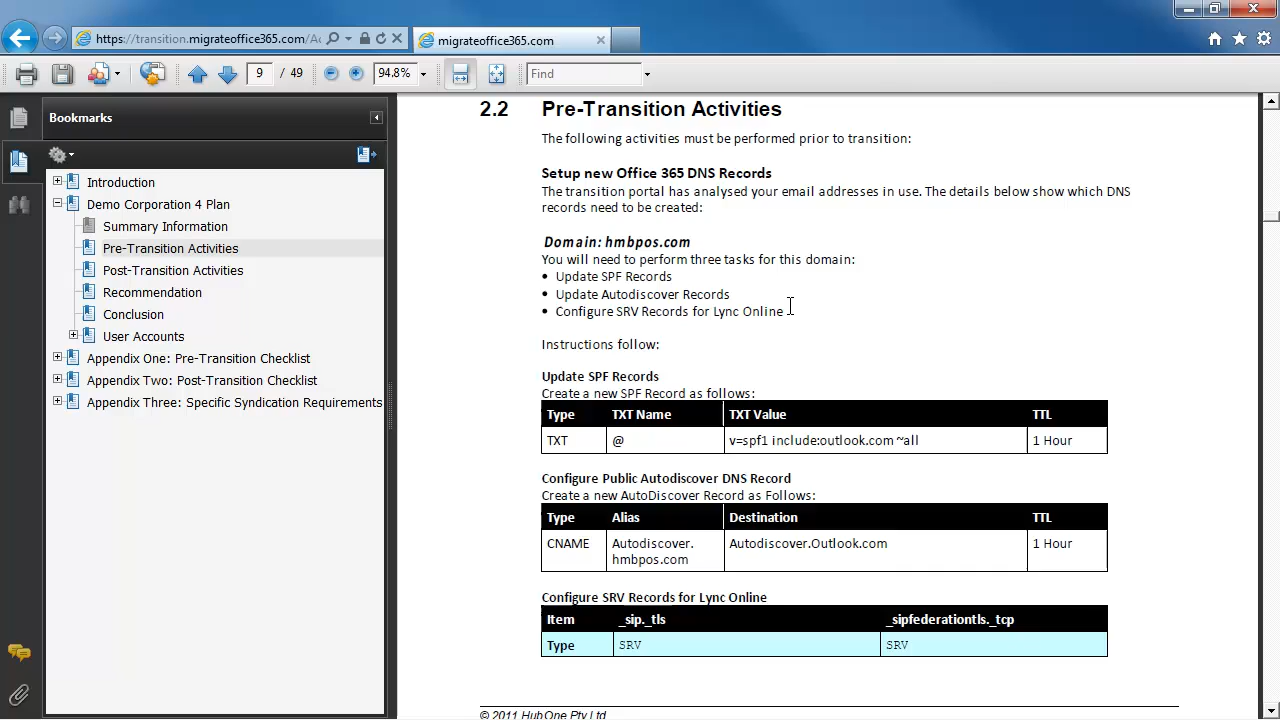 https://transition.migrateoffice365.com/Ac
migrateoffice365.com
9 / 49
94.8%
Find
Bookmarks
Introduction
Demo Corporation 4 Plan
Summary Information
Pre-Transition Activities
Post-Transition Activities
Recommendation
Conclusion
User Accounts
Appendix One: Pre-Transition Checklist
Appendix Two: Post-Transition Checklist
Appendix Three: Specific Syndication Requirements
2.2 Pre-Transition Activities
The following activities must be performed prior to transition:
Setup new Office 365 DNS Records
The transition portal has analysed your email addresses in use. The details below show which DNS
records need to be created:
Domain: hmbpos.com
You will need to perform three tasks for this domain:
• Update SPF Records
• Update Autodiscover Records
• Configure SRV Records for Lync Online
Instructions follow:
Update SPF Records
Create a new SPF Record as follows:
Type TXT Name TXT Value TTL
TXT @ v=spf1 include:outlook.com ~all 1 Hour
Configure Public Autodiscover DNS Record
Create a new AutoDiscover Record as Follows:
Type Alias Destination TTL
CNAME Autodiscover. Autodiscover.Outlook.com 1 Hour
hmbpos.com
Configure SRV Records for Lync Online
Item _sip._tls _sipfederationtls._tcp
Type SRV SRV
© 2011 HubOne Pty Ltd